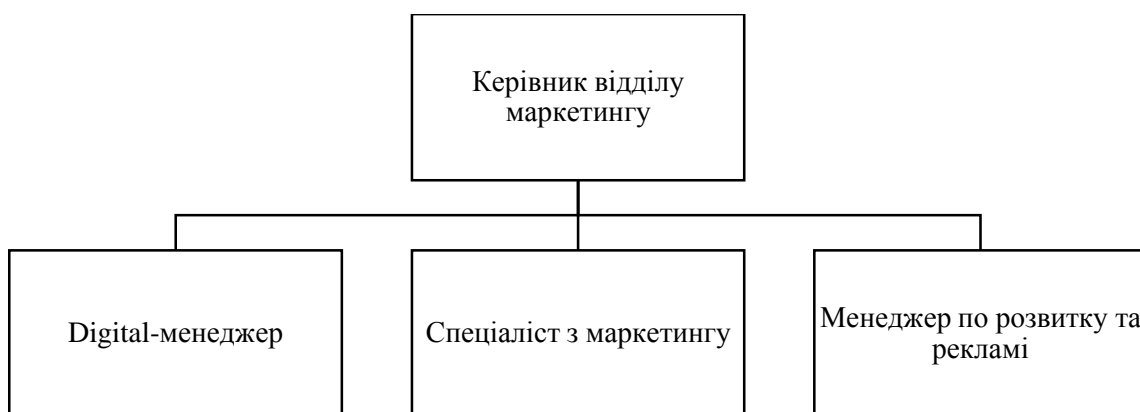 Керівник відділу
маркетингу
Digital-менеджер
Спеціаліст з маркетингу
Менеджер по розвитку та
рекламі